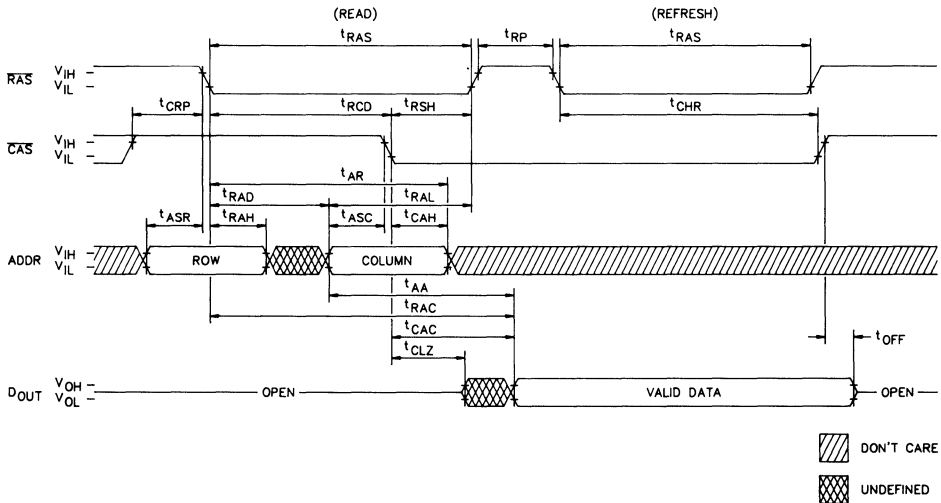 (READ) (REFRESH)
tRAS tRP tRAS
RAS VIH VIL
tCRP tRCD tRSH tCHR
CAS VIH VIL
tAR
tRAD tRAL
tASR tRAH tASC tCAH
ADDR VIH VIL ROW COLUMN
tAA
tRAC
tCAC tOFF
tCLZ
DOUT VOH VOL OPEN VALID DATA OPEN
DON'T CARE
UNDEFINED